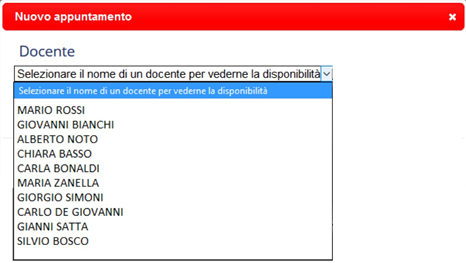 Nuovo appuntamento
Docente
Selezionare il nome di un docente per vederne la disponibilità
Selezionare il nome di un docente per vederne la disponibilità
MARIO ROSSI
GIOVANNI BIANCHI
ALBERTO NOTO
CHIARA BASSO
CARLA BONALDI
MARIA ZANELLA
GIORGIO SIMONI
CARLO DE GIOVANNI
GIANNI SATTA
SILVIO BOSCO